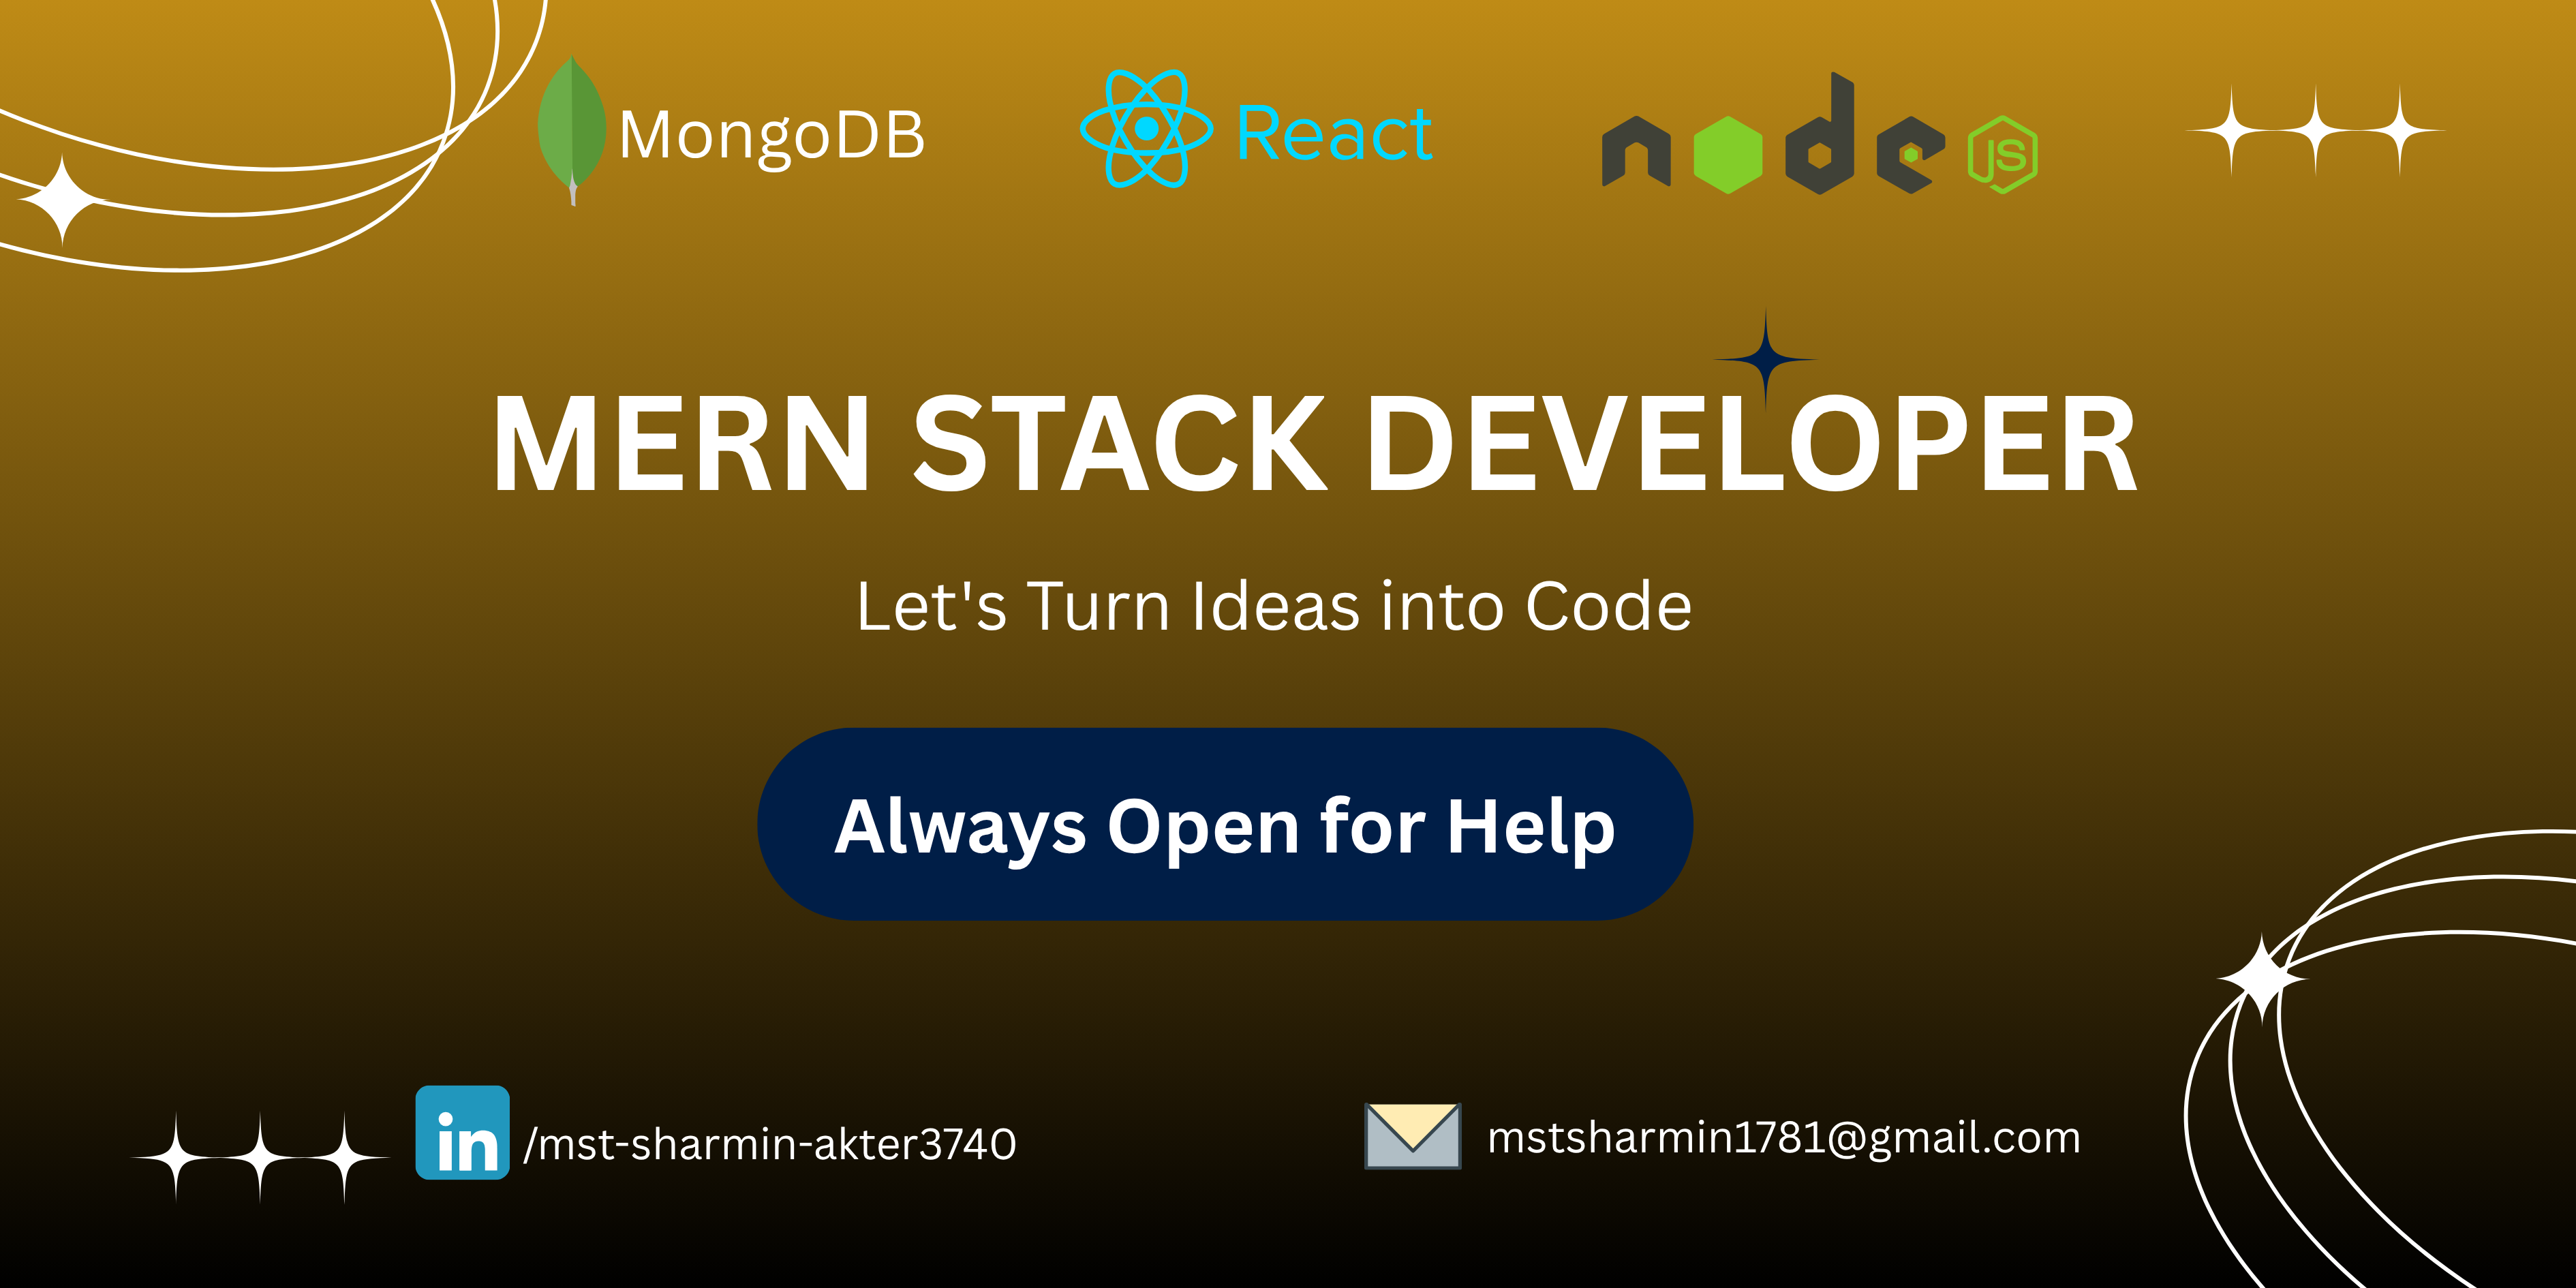 MongoDB
React
node JS
MERN STACK DEVELOPER
Let's Turn Ideas into Code
Always Open for Help
in /mst-sharmin-akter3740
mstsharmin1781@gmail.com